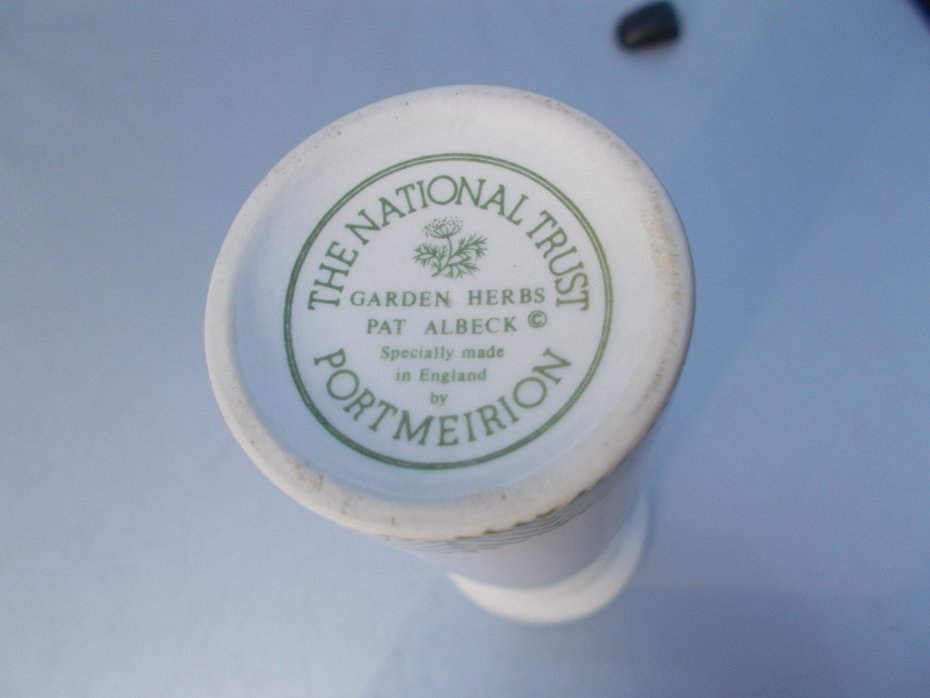 THE NATIONAL TRUST
GARDEN HERBS
PAT ALBECK ©
Specially made
in England
by
PORTMEIRION